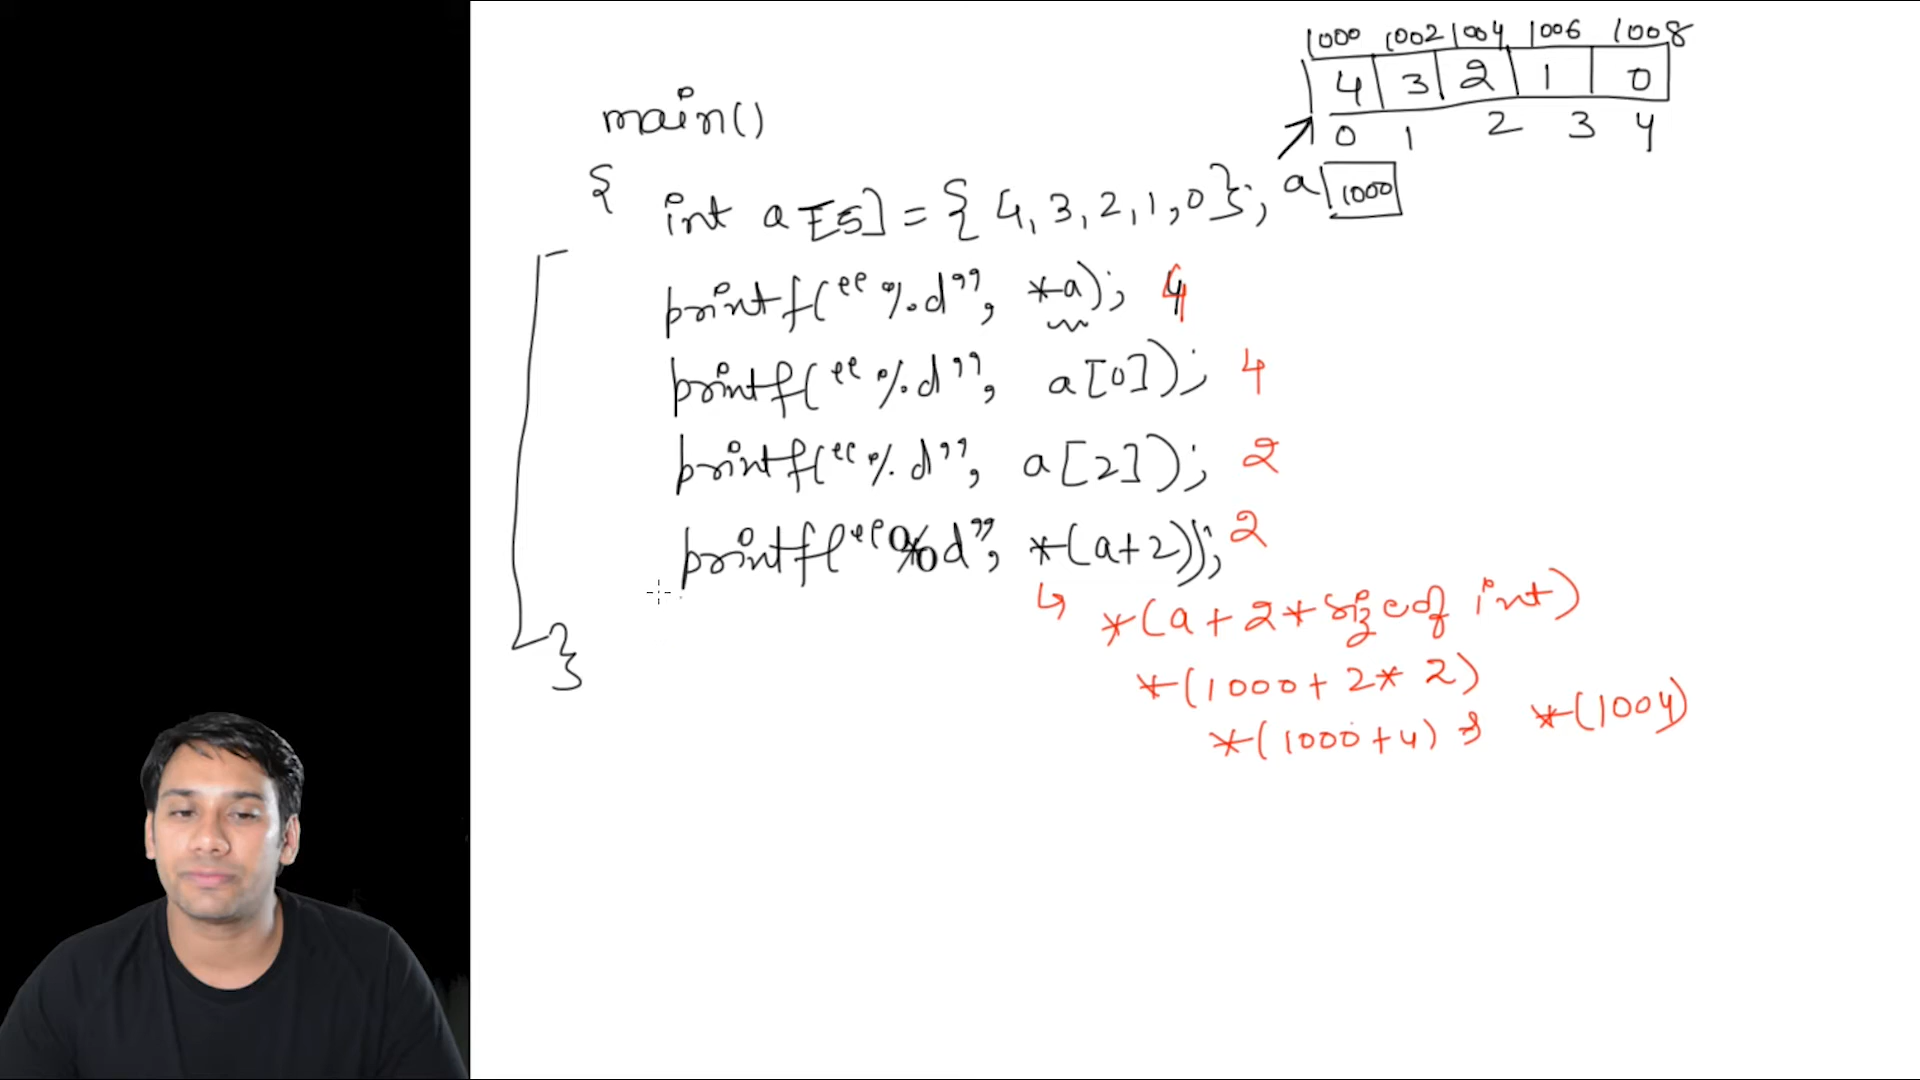 1000 1002 1004 1006 1008
4 3 2 1 0
0 1 2 3 4
a 1000
main()
{
int a[5] = { 4, 3, 2, 1, 0 };
printf("%d", *a); 4
printf("%d", a[0]); 4
printf("%d", a[2]); 2
printf("%d", *(a+2)); 2
↳ *(a + 2 * size of int)
*(1000 + 2 * 2)
*(1000 + 4) *(1004)
}